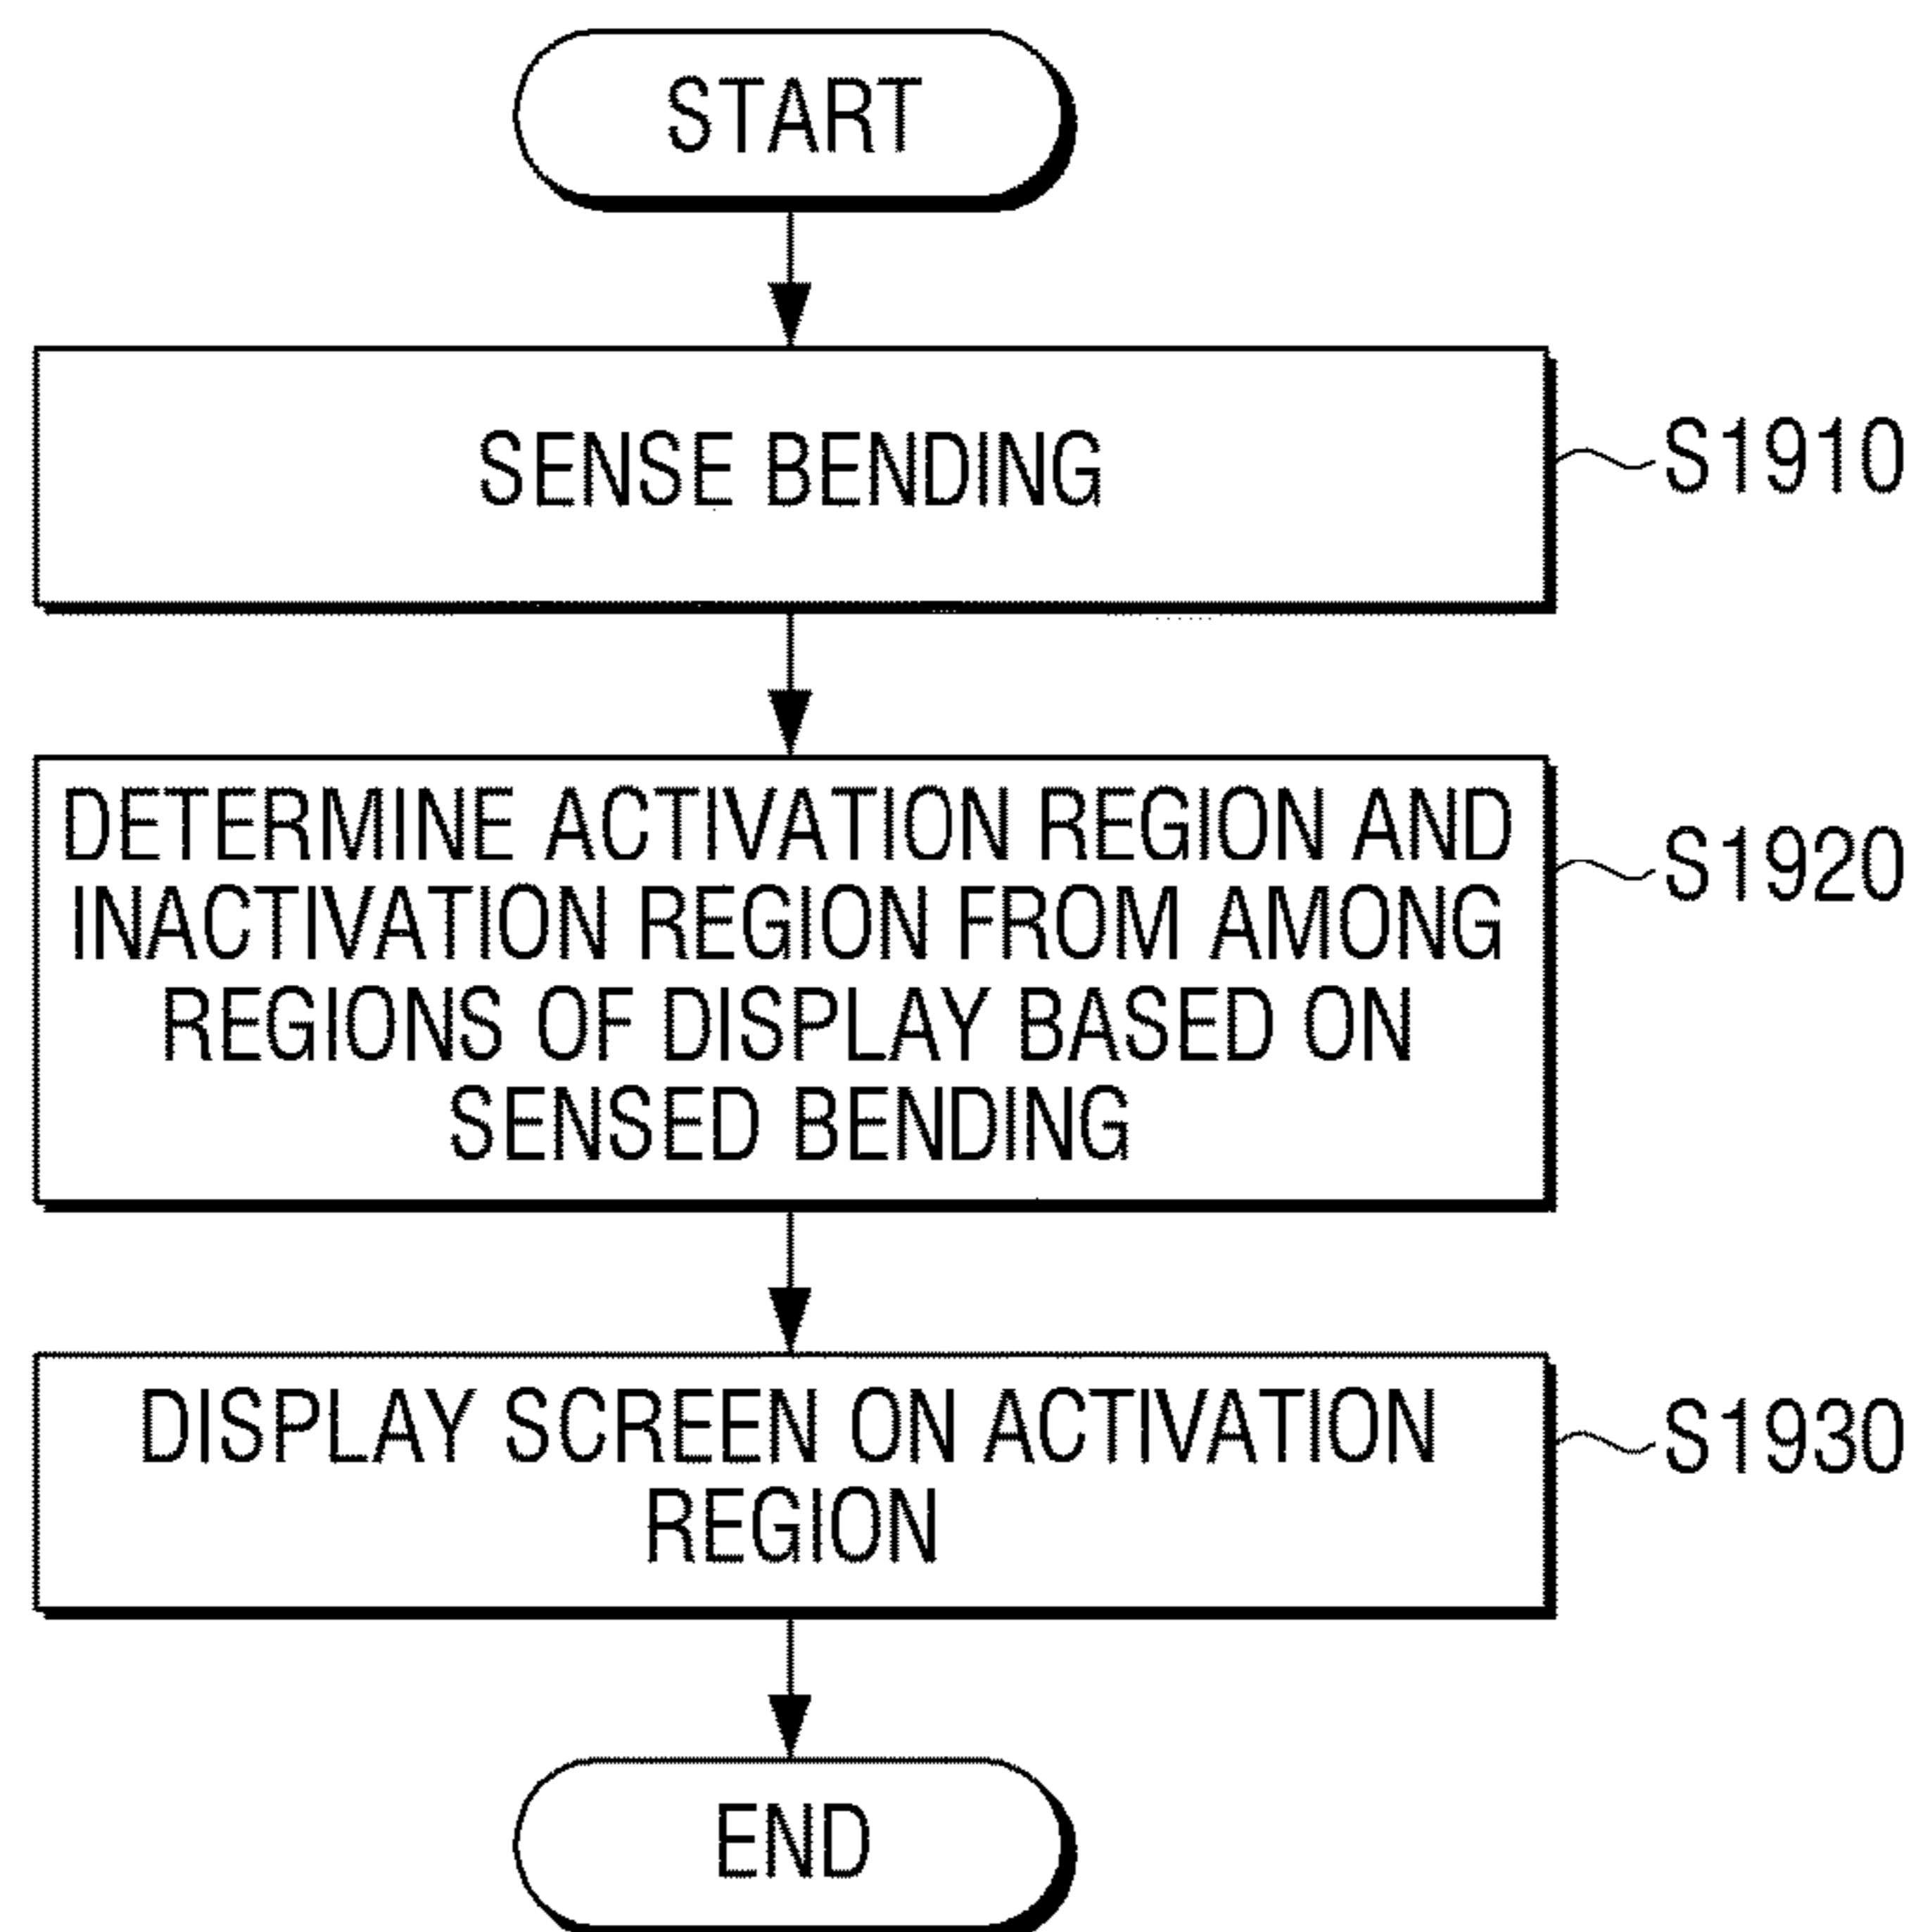 START
SENSE BENDING
S1910
DETERMINE ACTIVATION REGION AND
INACTIVATION REGION FROM AMONG
REGIONS OF DISPLAY BASED ON
SENSED BENDING
S1920
DISPLAY SCREEN ON ACTIVATION
REGION
S1930
END